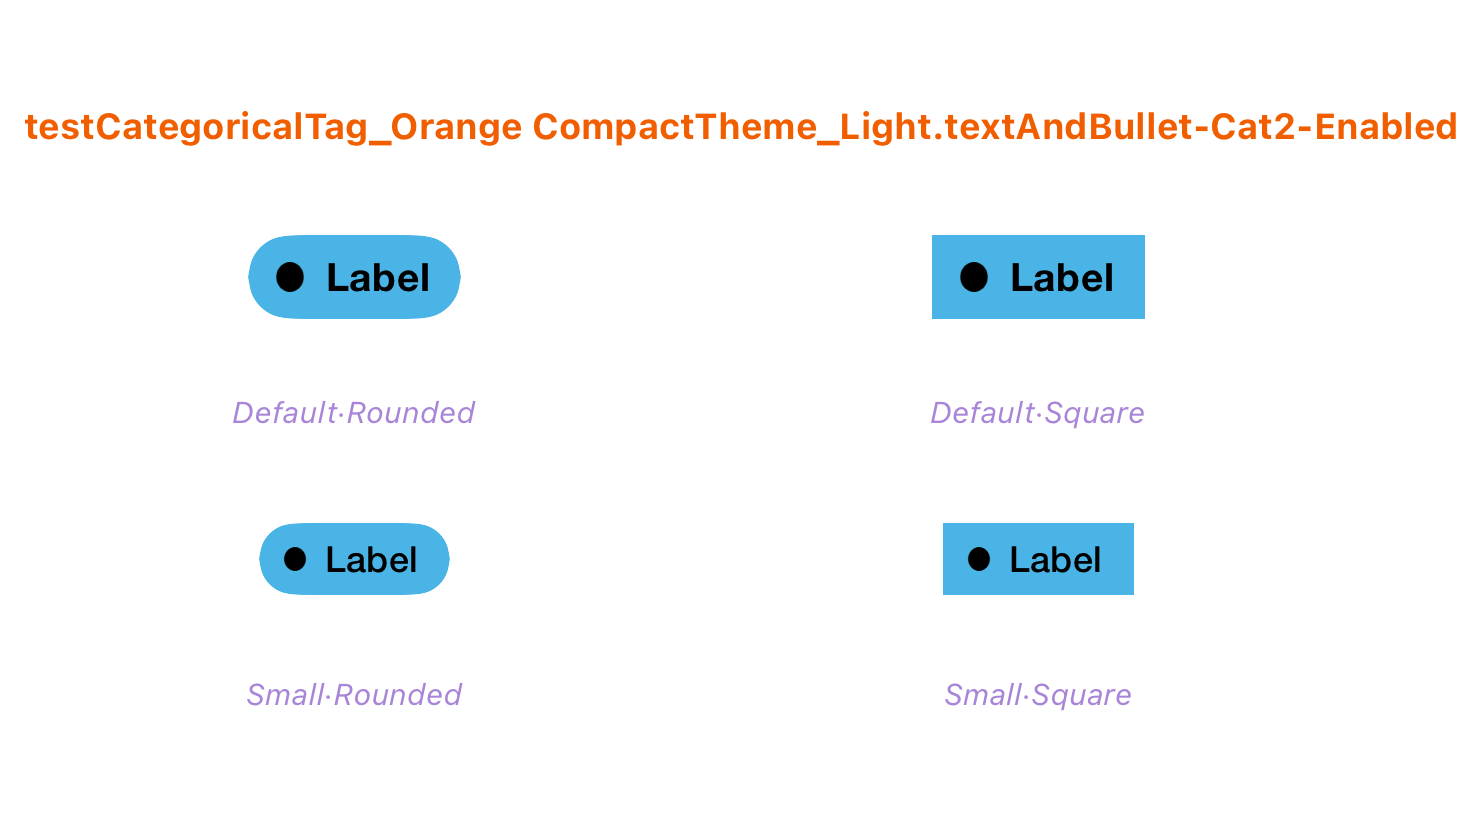 testCategoricalTag_Orange CompactTheme_Light.textAndBullet-Cat2-Enabled
Label
Label
Default·Rounded
Default·Square
Label
Label
Small·Rounded
Small·Square